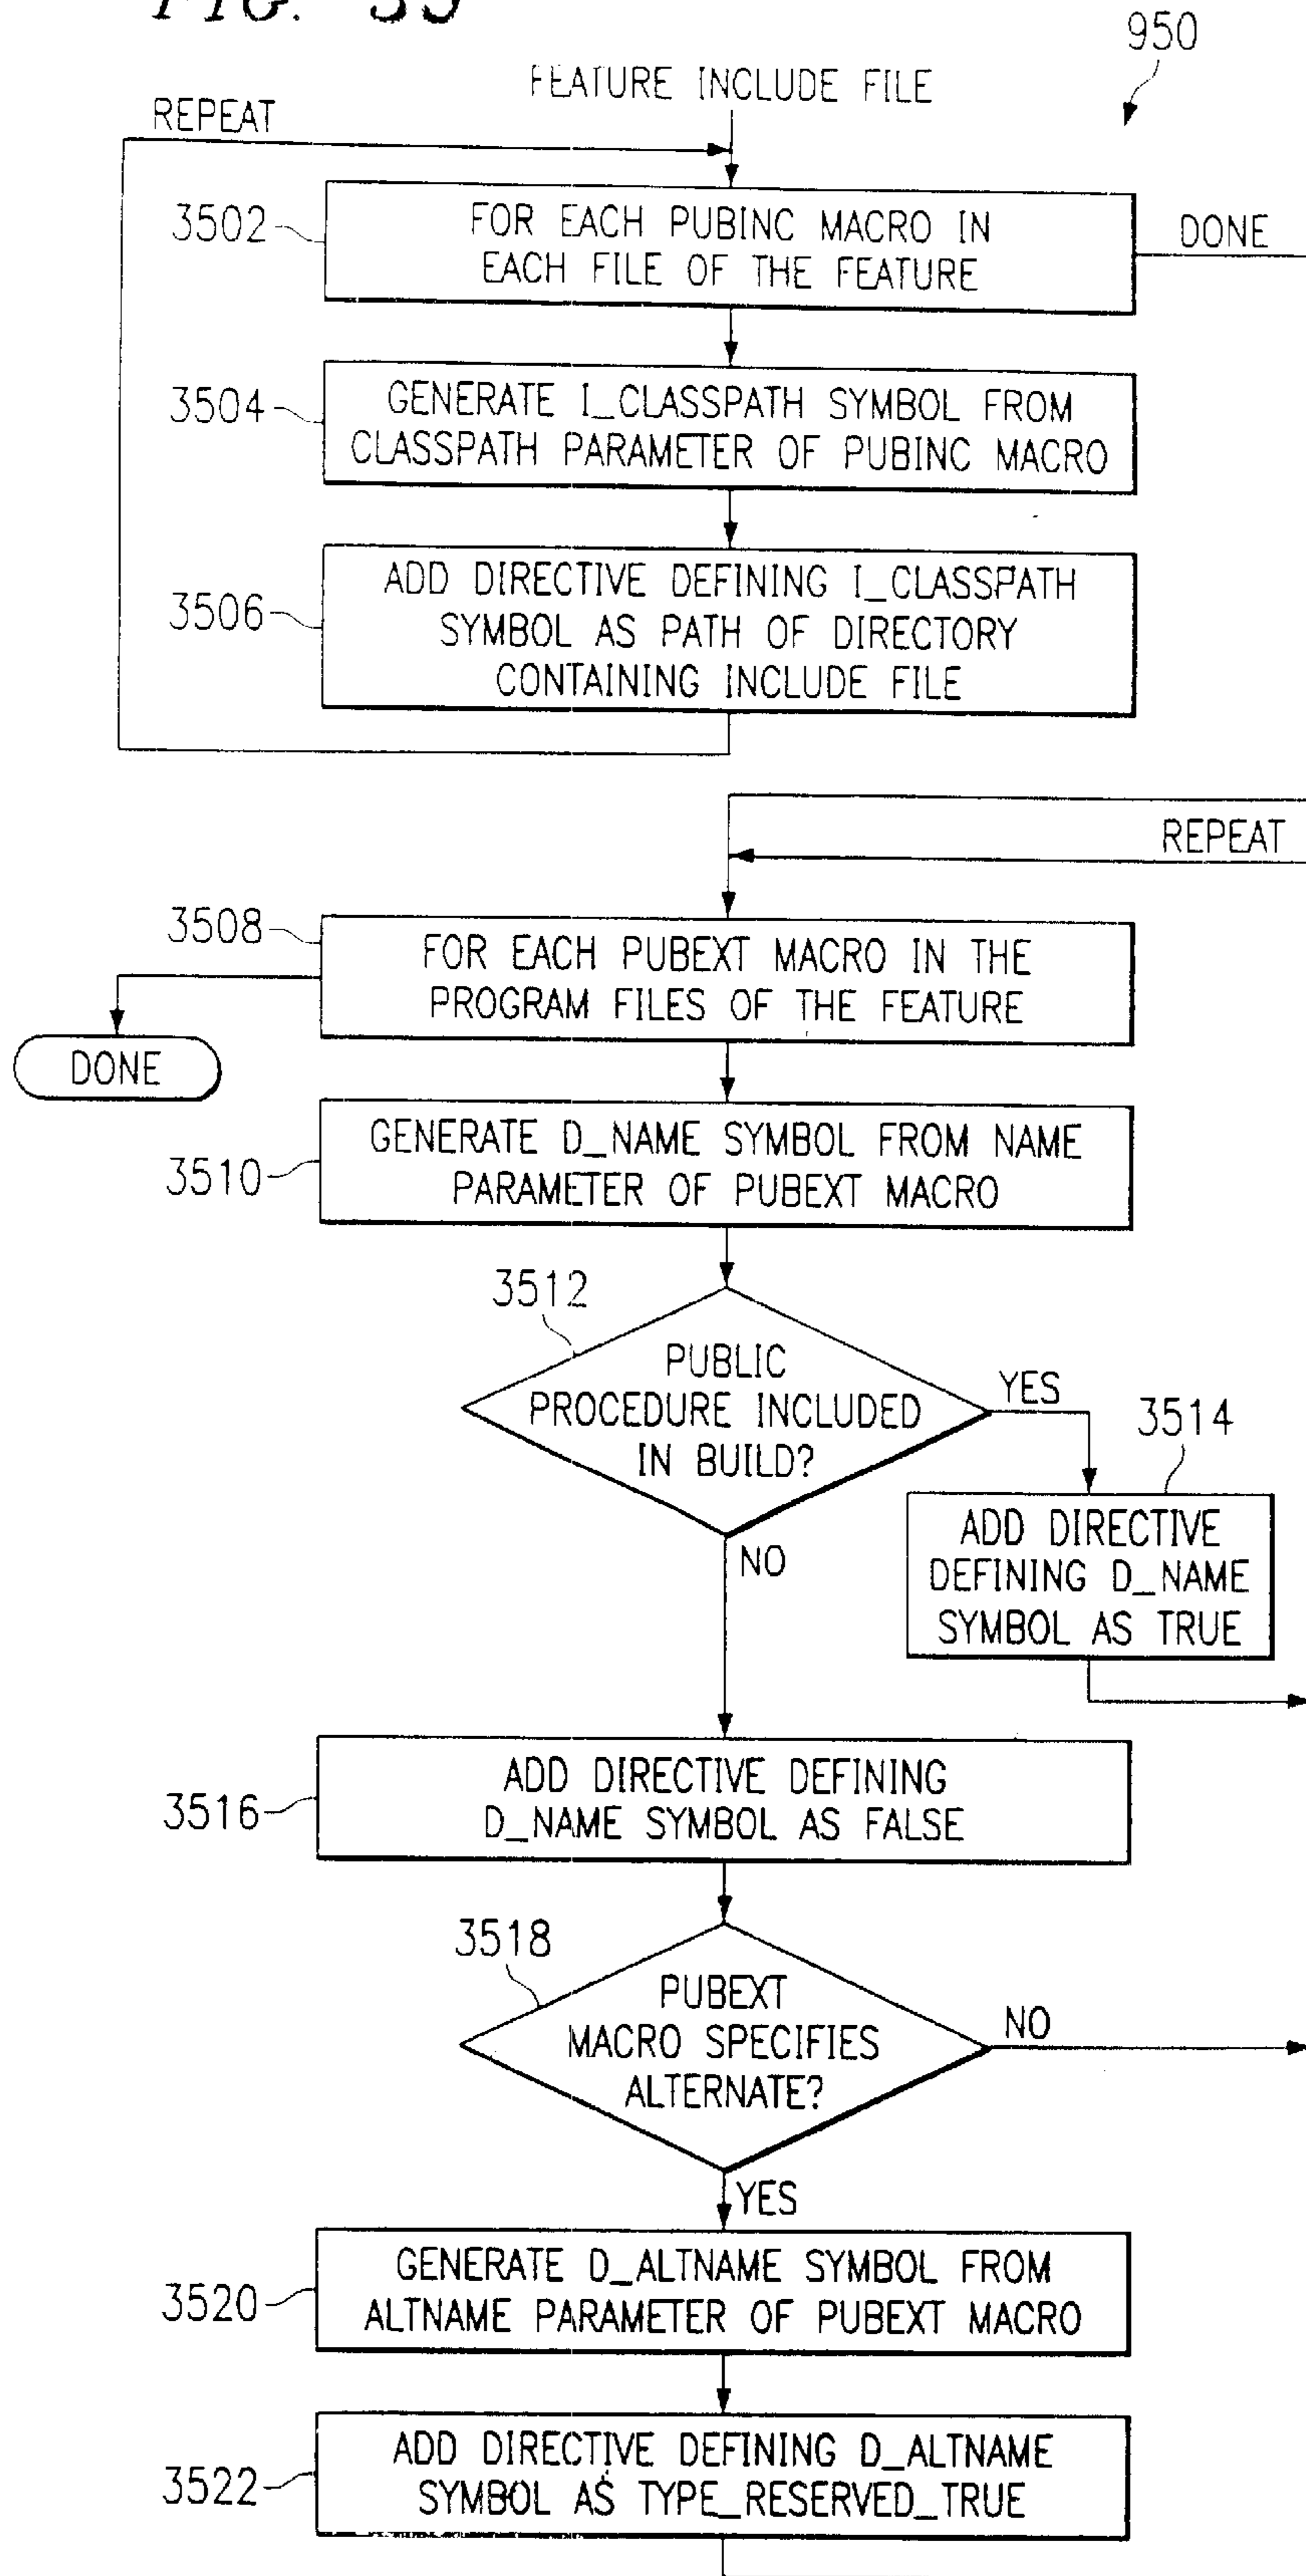 FIG. 35
950
FEATURE INCLUDE FILE
REPEAT
3502
FOR EACH PUBINC MACRO IN
EACH FILE OF THE FEATURE
DONE
3504
GENERATE I_CLASSPATH SYMBOL FROM
CLASSPATH PARAMETER OF PUBINC MACRO
3506
ADD DIRECTIVE DEFINING I_CLASSPATH
SYMBOL AS PATH OF DIRECTORY
CONTAINING INCLUDE FILE
REPEAT
3508
FOR EACH PUBEXT MACRO IN THE
PROGRAM FILES OF THE FEATURE
DONE
3510
GENERATE D_NAME SYMBOL FROM NAME
PARAMETER OF PUBEXT MACRO
3512
PUBLIC
PROCEDURE INCLUDED
IN BUILD?
YES
3514
ADD DIRECTIVE
DEFINING D_NAME
SYMBOL AS TRUE
NO
3516
ADD DIRECTIVE DEFINING
D_NAME SYMBOL AS FALSE
3518
PUBEXT
MACRO SPECIFIES
ALTERNATE?
NO
YES
3520
GENERATE D_ALTNAME SYMBOL FROM
ALTNAME PARAMETER OF PUBEXT MACRO
3522
ADD DIRECTIVE DEFINING D_ALTNAME
SYMBOL AS TYPE_RESERVED_TRUE